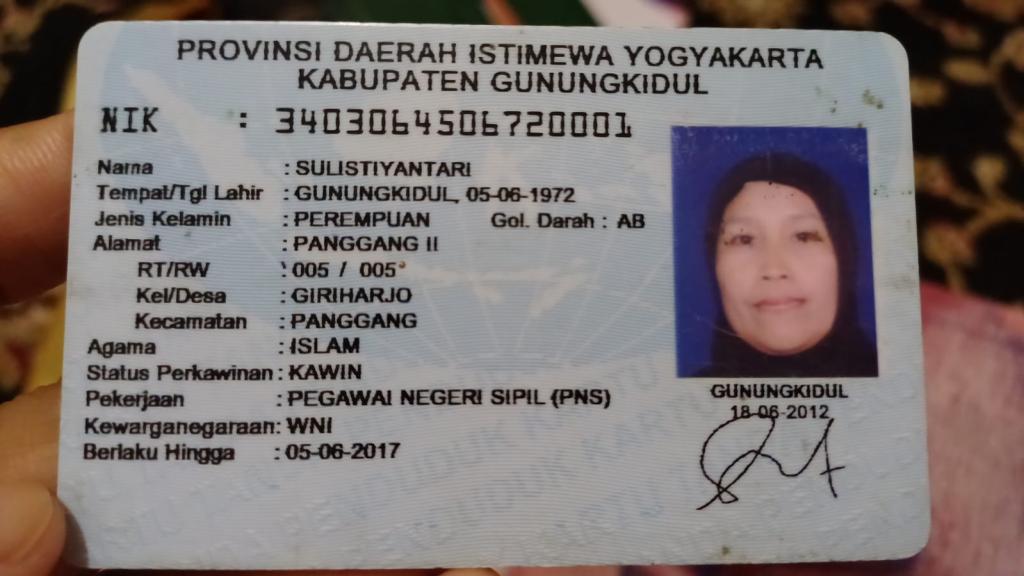 PROVINSI DAERAH ISTIMEWA YOGYAKARTA
KABUPATEN GUNUNGKIDUL
NIK : 3403064506720001
Nama : SULISTIYANTARI
Tempat/Tgl Lahir : GUNUNGKIDUL, 05-06-1972
Jenis Kelamin : PEREMPUAN Gol. Darah : AB
Alamat : PANGGANG II
RT/RW : 005 / 005
Kel/Desa : GIRIHARJO
Kecamatan : PANGGANG
Agama : ISLAM
Status Perkawinan : KAWIN
Pekerjaan : PEGAWAI NEGERI SIPIL (PNS)
Kewarganegaraan: WNI
Berlaku Hingga : 05-06-2017
GUNUNGKIDUL
18-06-2012